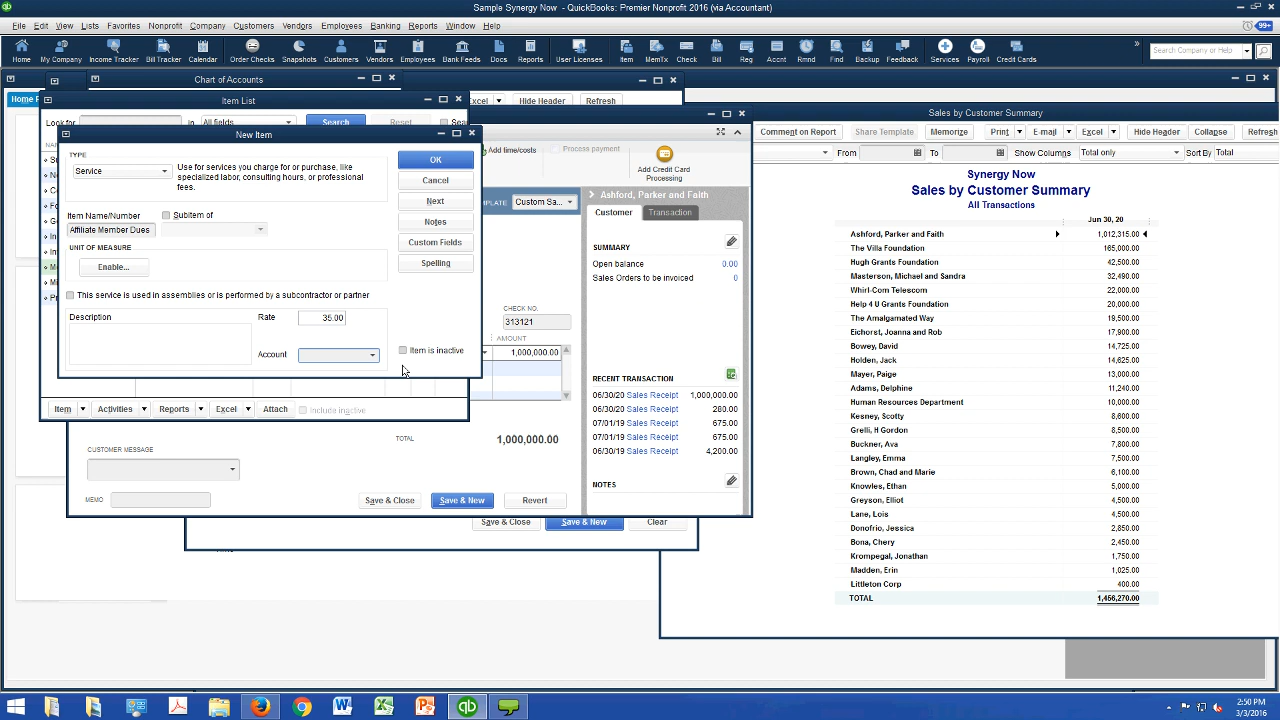 Sample Synergy Now - QuickBooks: Premier Nonprofit 2016 (via Accountant)
File Edit View Lists Favorites Nonprofit Company Customers Vendors Employees Banking Reports Window Help
99+
Home My Company Income Tracker Bill Tracker Calendar Order Checks Snapshots Customers Vendors Employees Bank Feeds Docs Reports User Licenses Item MemTx Check Bill Reg Accnt Rmdr Find Backup Feedback Services Payroll Credit Cards
Search Company or Help
Chart of Accounts
Home P
Item List
Look for in All fields Search Reset Sea
Excel Hide Header Refresh
New Item
TYPE
Service
Use for services you charge for or purchase, like
specialized labor, consulting hours, or professional
fees.
OK
Cancel
Item Name/Number Subitem of
Affiliate Member Dues
Next
Notes
UNIT OF MEASURE
Enable...
Custom Fields
Spelling
This service is used in assemblies or is performed by a subcontractor or partner
Description Rate 35.00
Account
Item is inactive
Item Activities Reports Excel Attach Include inactive
Add time/costs Process payment
Add Credit Card
Processing
Custom Sa...
CHECK NO.
313121
AMOUNT
1,000,000.00
TOTAL 1,000,000.00
CUSTOMER MESSAGE
MEMO
Save & Close Save & New Revert
Save & Close Save & New Clear
Ashford, Parker and Faith
Customer Transaction
SUMMARY
Open balance 0.00
Sales Orders to be invoiced 0
RECENT TRANSACTION
06/30/20 Sales Receipt 1,000,000.00
06/30/20 Sales Receipt 280.00
07/01/19 Sales Receipt 675.00
07/01/19 Sales Receipt 675.00
06/30/19 Sales Receipt 4,200.00
NOTES
Sales by Customer Summary
Comment on Report Share Template Memorize Print E-mail Excel Hide Header Collapse Refresh
From To Show Columns Total only Sort By Total
Synergy Now
Sales by Customer Summary
All Transactions
Jun 30, 20
Ashford, Parker and Faith 1,012,315.00
The Villa Foundation 165,000.00
Hugh Grants Foundation 42,500.00
Masterson, Michael and Sandra 32,490.00
Whirl-Com Telescom 22,000.00
Help 4 U Grants Foundation 20,000.00
The Amalgamated Way 19,500.00
Eichorst, Joanna and Rob 17,900.00
Bowey, David 14,725.00
Holden, Jack 14,625.00
Mayer, Paige 13,000.00
Adams, Delphine 11,240.00
Human Resources Department 10,000.00
Kesney, Scotty 8,600.00
Grelli, H Gordon 8,500.00
Buckner, Ava 7,800.00
Langley, Emma 7,500.00
Brown, Chad and Marie 6,100.00
Knowles, Ethan 5,000.00
Greyson, Elliot 4,500.00
Lane, Lois 4,500.00
Donofrio, Jessica 2,850.00
Bona, Chery 2,450.00
Krompegal, Jonathan 1,750.00
Madden, Erin 1,025.00
Littleton Corp 400.00
TOTAL 1,456,270.00
2:50 PM
3/3/2016